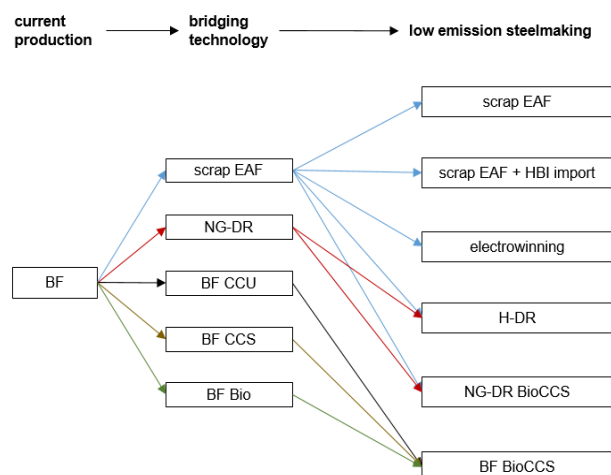 current
production
bridging
technology
low emission steelmaking
scrap EAF
scrap EAF + HBI import
electrowinning
H-DR
NG-DR BioCCS
BF BioCCS
scrap EAF
NG-DR
BF CCU
BF CCS
BF Bio
BF